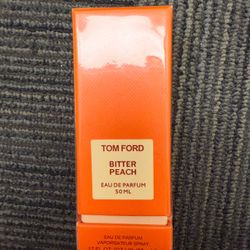 TOM FORD
BITTER
PEACH
EAU DE PARFUM
50 ML
EAU DE PARFUM
VAPORISATEUR SPRAY